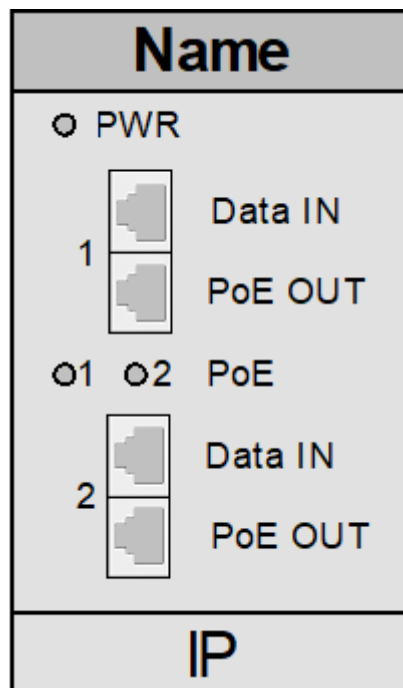 Name
PWR
Data IN
1
PoE OUT
1 2 PoE
Data IN
2
PoE OUT
IP